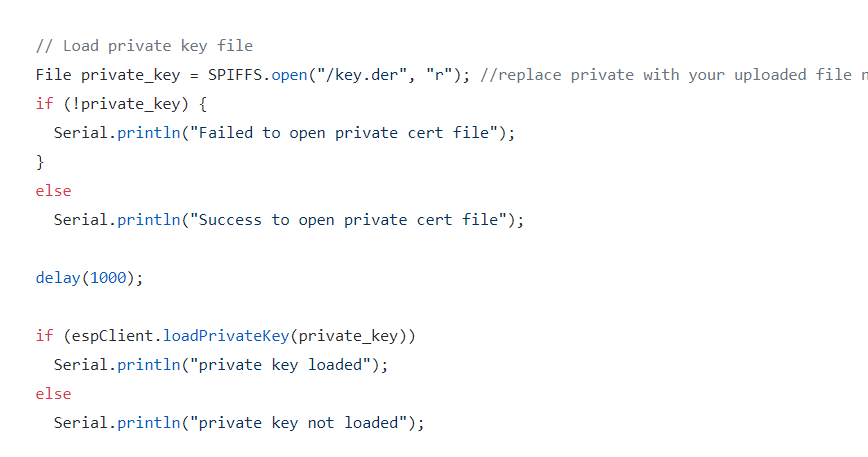 // Load private key file
File private_key = SPIFFS.open("/key.der", "r"); //replace private with your uploaded file
if (!private_key) {
Serial.println("Failed to open private cert file");
}
else
Serial.println("Success to open private cert file");
delay(1000);
if (espClient.loadPrivateKey(private_key))
Serial.println("private key loaded");
else
Serial.println("private key not loaded");